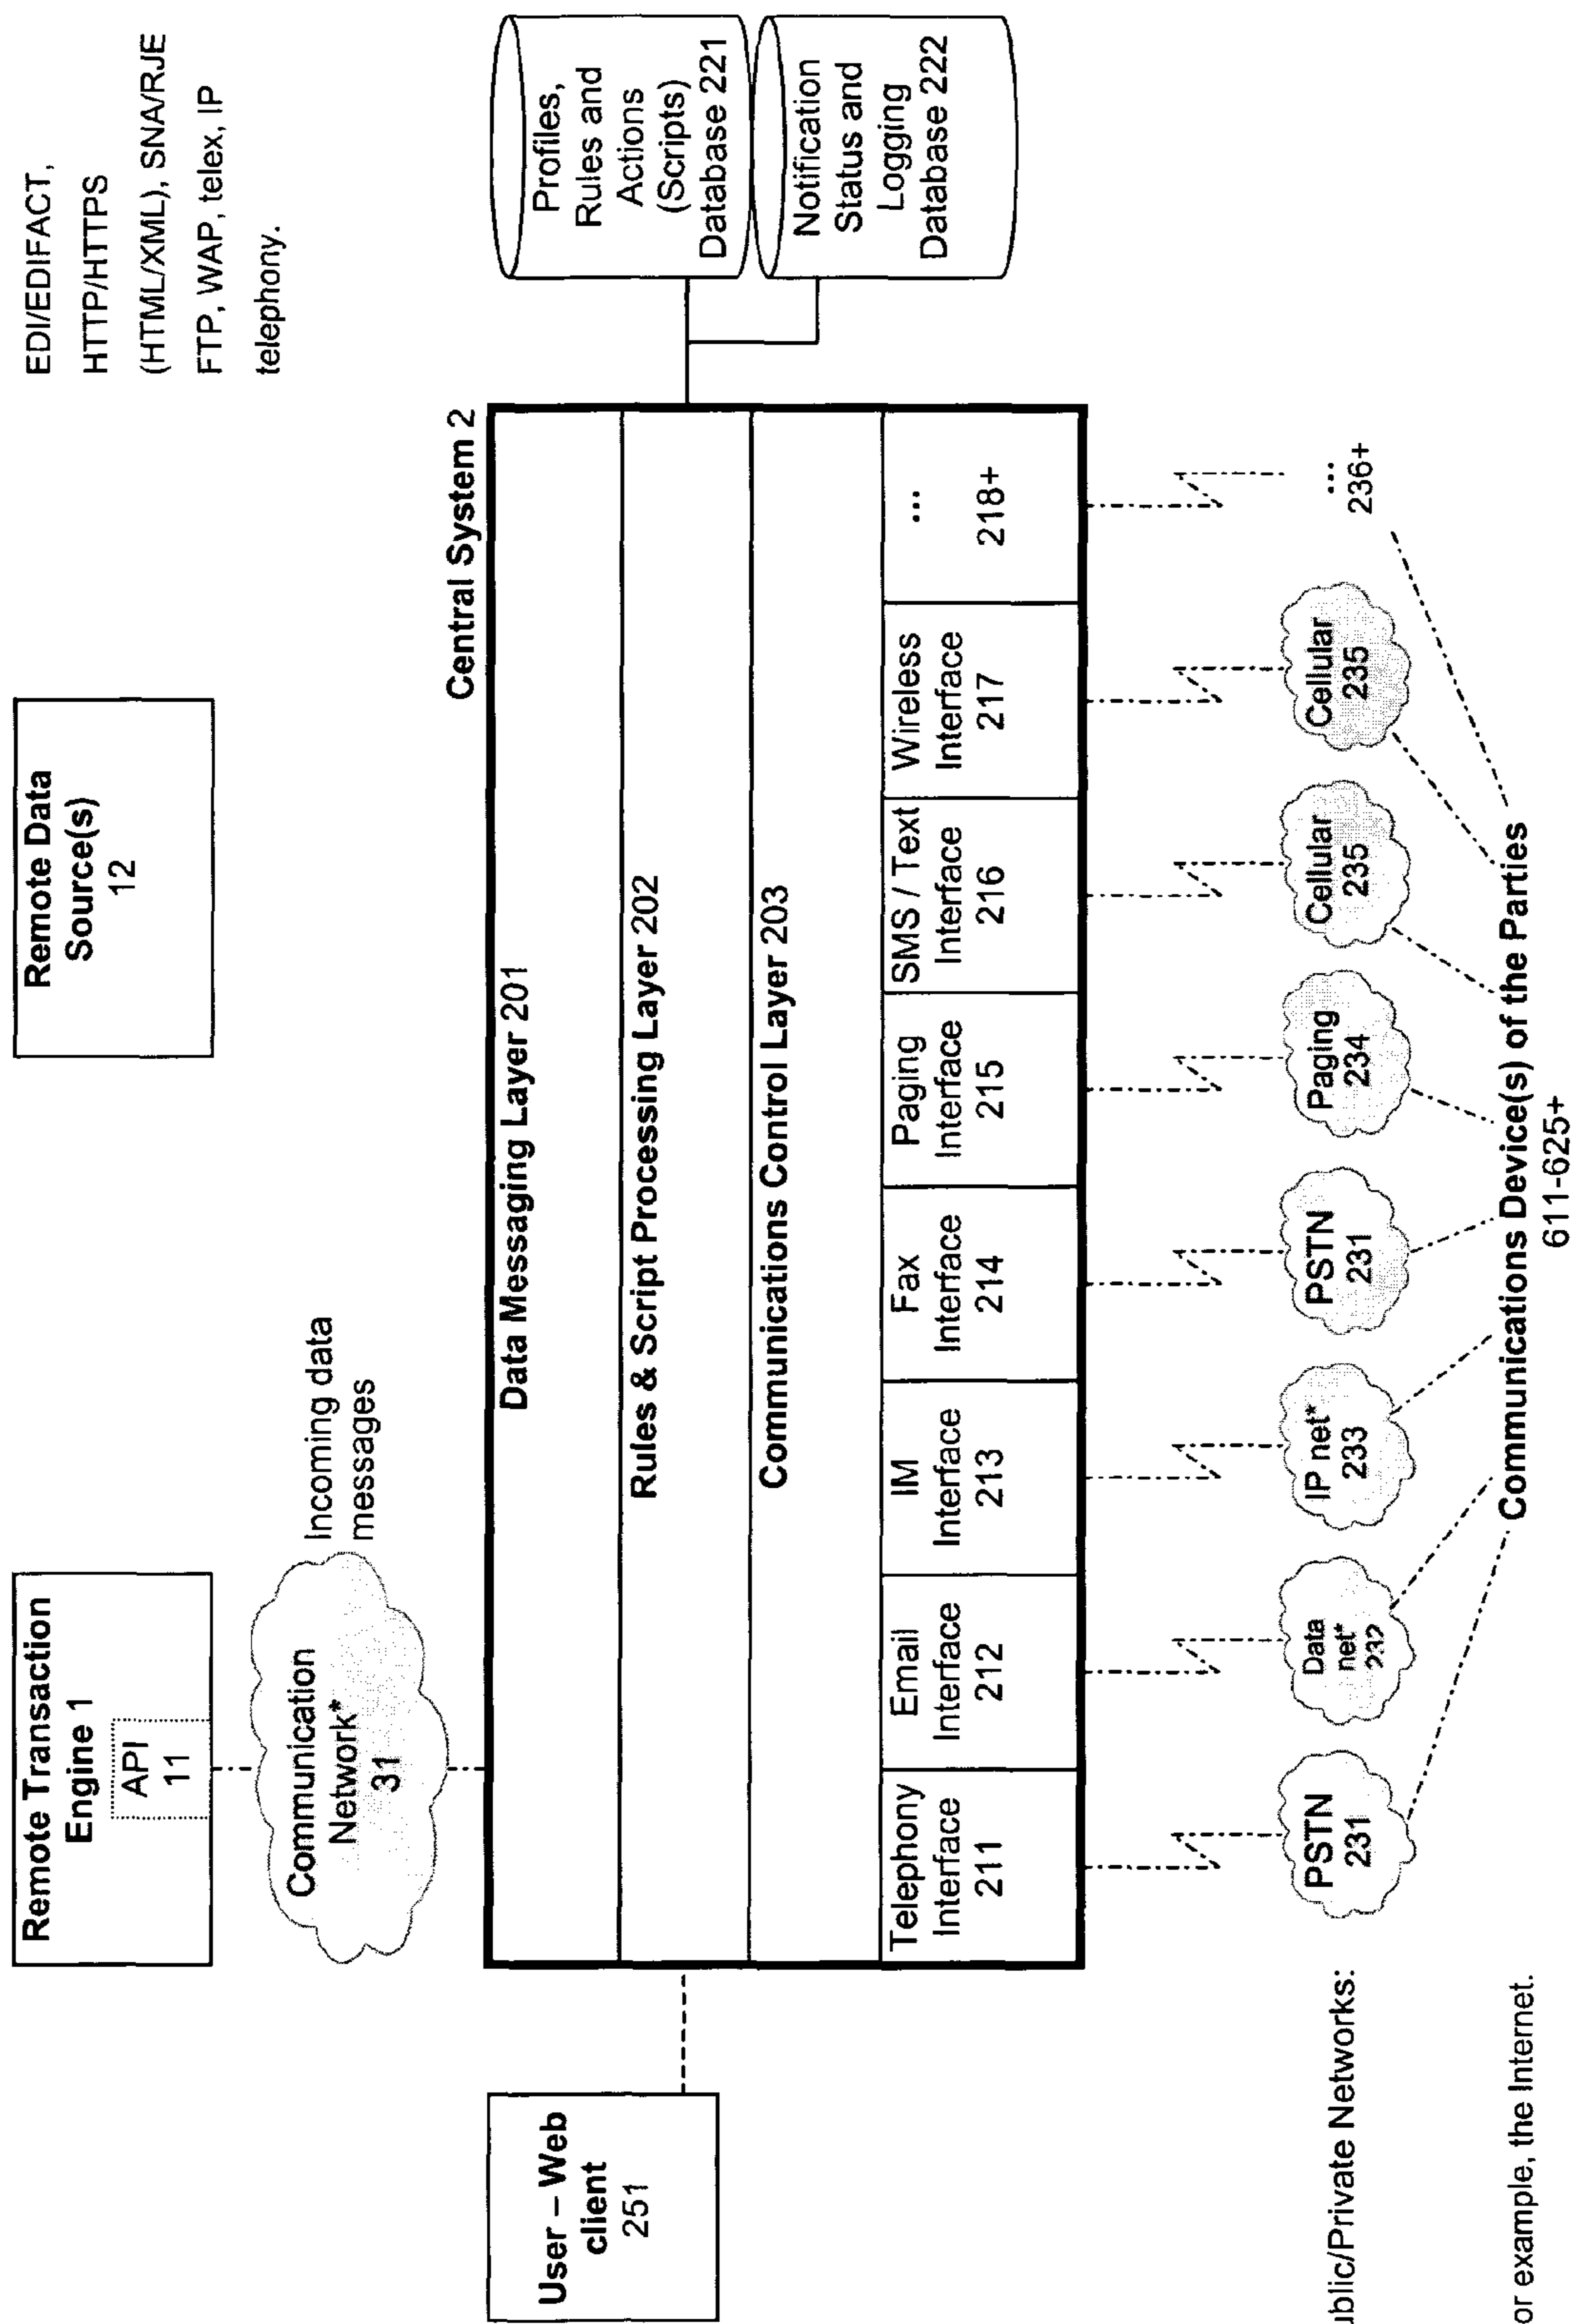 Remote Transaction
Engine 1
API
11
Remote Data
Source(s)
12
EDI/EDIFACT,
HTTP/HTTPS
(HTML/XML), SNA/RJE
FTP, WAP, telex, IP
telephony.
Communication
Network*
31
Incoming data
messages
Central System 2
User – Web
client
251
Data Messaging Layer 201
Rules & Script Processing Layer 202
Communications Control Layer 203
Telephony
Interface
211
Email
Interface
212
IM
Interface
213
Fax
Interface
214
Paging
Interface
215
SMS / Text
Interface
216
Wireless
Interface
217
...
218+
Profiles,
Rules and
Actions
(Scripts)
Database 221
Notification
Status and
Logging
Database 222
ublic/Private Networks:
PSTN
231
Data
net*
232
IP net*
233
PSTN
231
Paging
234
Cellular
235
Cellular
235
...
236+
Communications Device(s) of the Parties
611-625+
or example, the Internet.